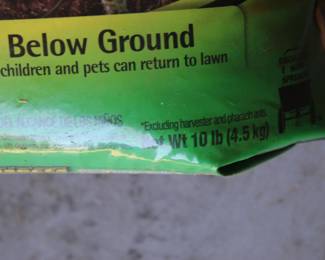 Below Ground
children and pets can return to lawn
*Excluding harvester and pharaoh ants.
Net Wt 10 lb (4.5 kg)